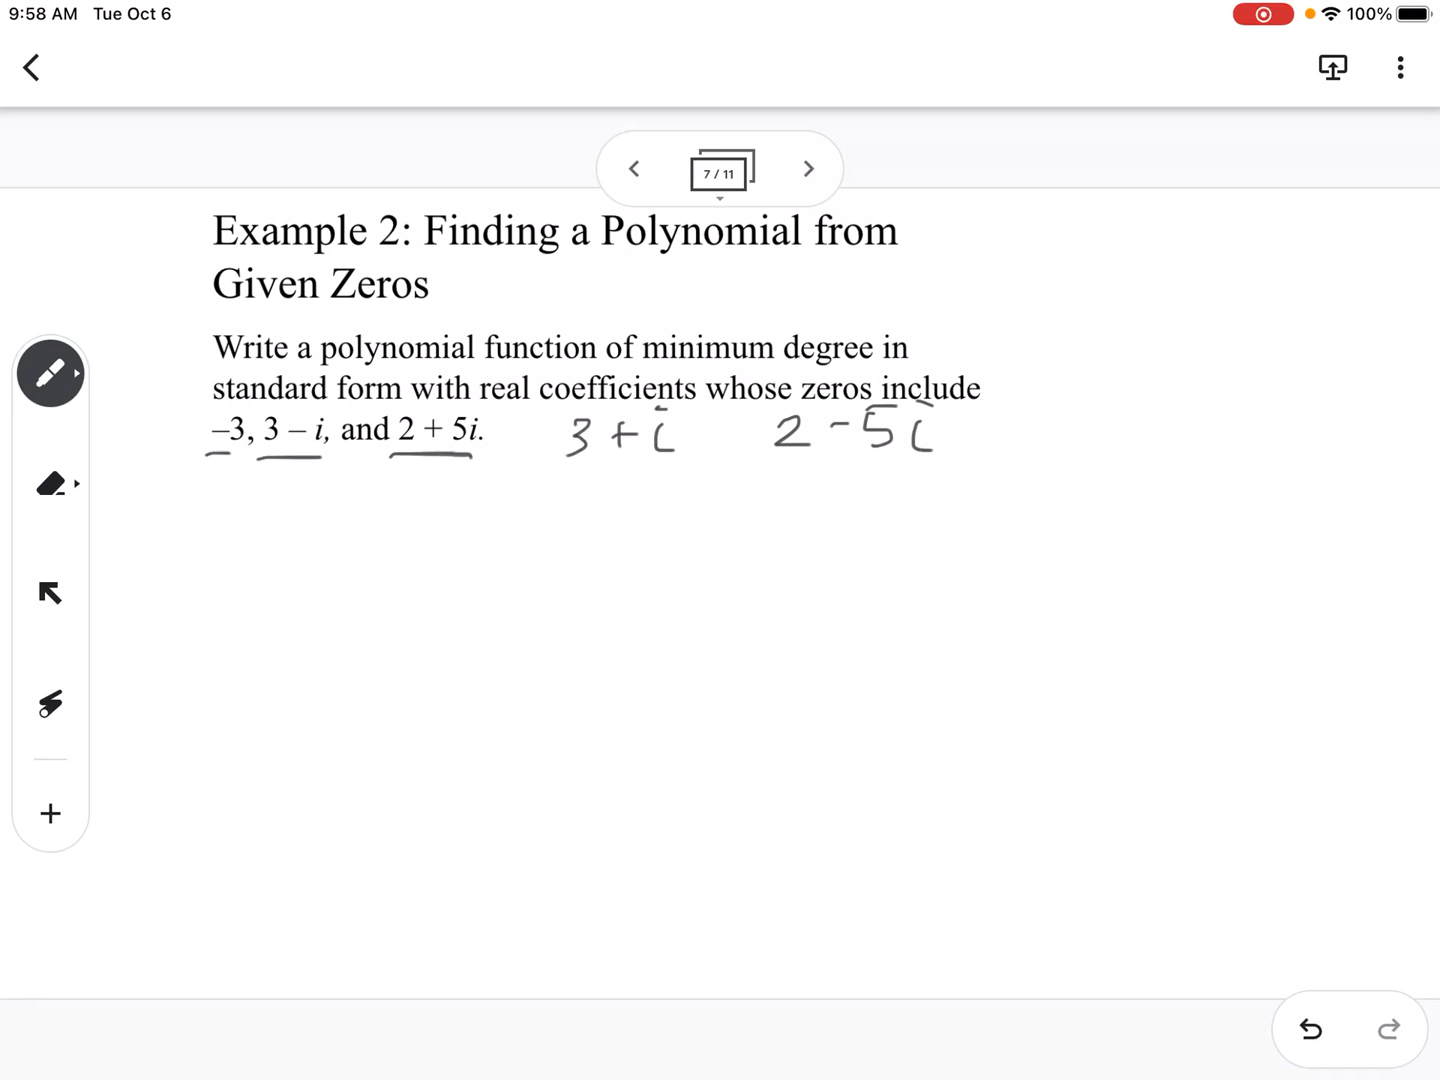 9:58 AM Tue Oct 6 100%
7 / 11
Example 2: Finding a Polynomial from
Given Zeros
Write a polynomial function of minimum degree in
standard form with real coefficients whose zeros include
–3, 3 – i, and 2 + 5i. 3 + i 2 - 5i